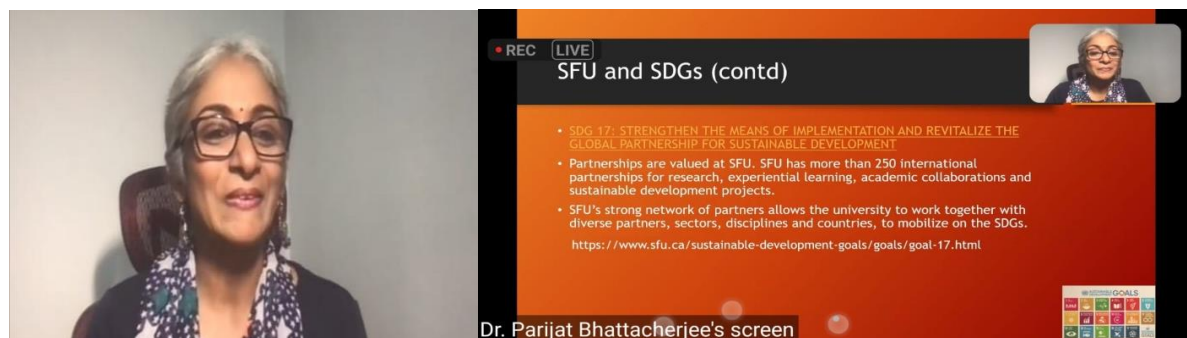 REC LIVE
SFU and SDGs (contd)
• SDG 17: STRENGTHEN THE MEANS OF IMPLEMENTATION AND REVITALIZE THE
GLOBAL PARTNERSHIP FOR SUSTAINABLE DEVELOPMENT
• Partnerships are valued at SFU. SFU has more than 250 international
partnerships for research, experiential learning, academic collaborations and
sustainable development projects.
• SFU's strong network of partners allows the university to work together with
diverse partners, sectors, disciplines and countries, to mobilize on the SDGs.
https://www.sfu.ca/sustainable-development-goals/goals/goal-17.html
GOALS
Dr. Parijat Bhattacherjee's screen